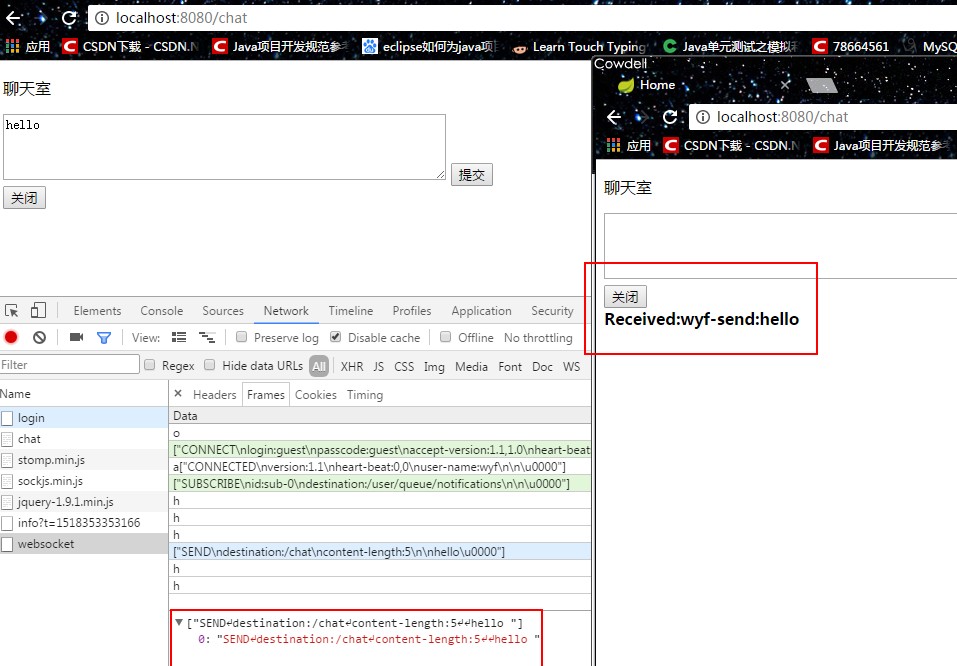 localhost:8080/chat
应用 CSDN下载 - CSDN.N Java项目开发规范参考 eclipse如何为java项目 Learn Touch Typing Java单元测试之模拟 78664561 MySQ
聊天室
hello
提交
关闭
Elements Console Sources Network Timeline Profiles Application Security
View: Preserve log Disable cache Offline No throttling
Filter Regex Hide data URLs All XHR JS CSS Img Media Font Doc WS
Name
login
chat
stomp.min.js
sockjs.min.js
jquery-1.9.1.min.js
info?t=1518353353166
websocket
× Headers Frames Cookies Timing
Data
o
["CONNECT\nlogin:guest\npasscode:guest\naccept-version:1.1,1.0\nheart-beat
a["CONNECTED\nversion:1.1\nheart-beat:0,0\nuser-name:wyf\n\n\u0000"]
["SUBSCRIBE\nid:sub-0\ndestination:/user/queue/notifications\n\n\u0000"]
h
h
h
["SEND\ndestination:/chat\ncontent-length:5\n\nhello\u0000"]
h
h
▼["SEND↵destination:/chat↵content-length:5↵↵hello "]
0: "SEND↵destination:/chat↵content-length:5↵↵hello "
Cowdell
Home
localhost:8080/chat
应用 CSDN下载 - CSDN.N Java项目开发规范参
聊天室
关闭
Received:wyf-send:hello